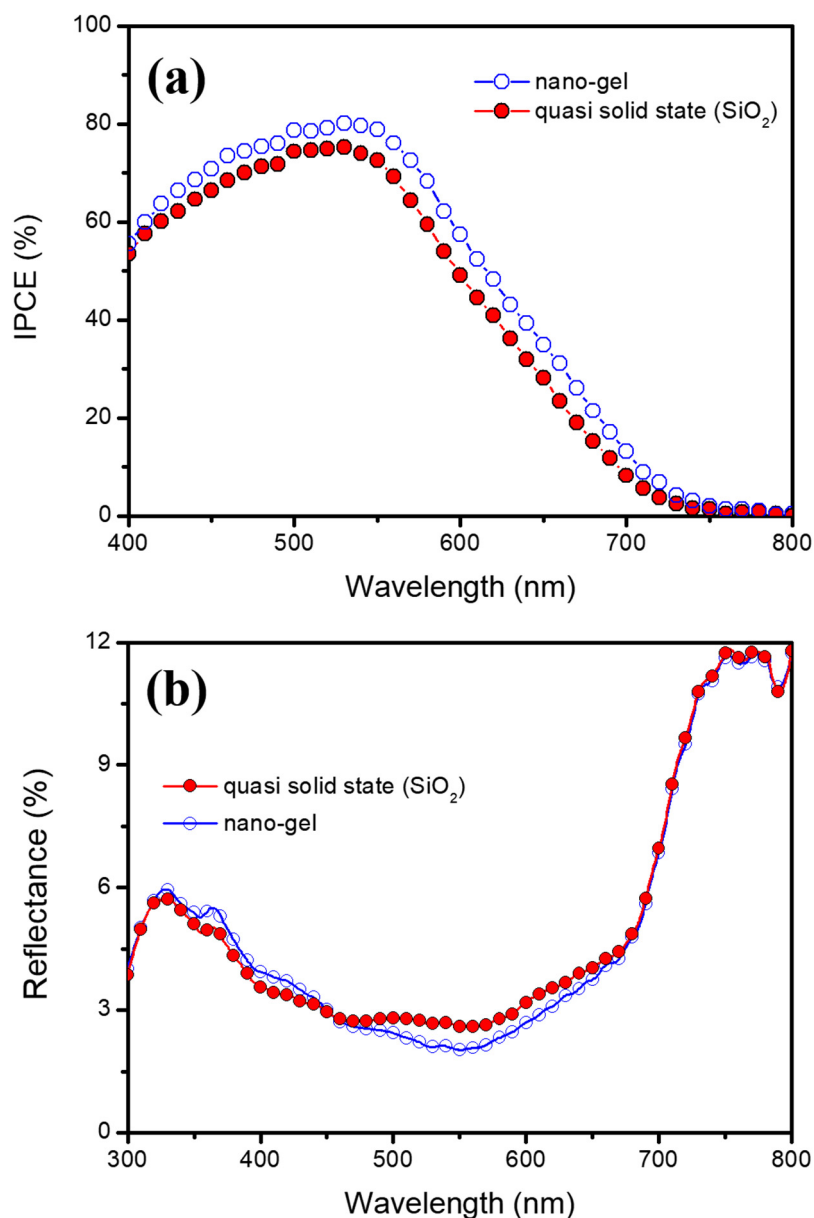 (a)
nano-gel
quasi solid state (SiO₂)
IPCE (%)
100
80
60
40
20
0
400 500 600 700 800
Wavelength (nm)
(b)
quasi solid state (SiO₂)
nano-gel
Reflectance (%)
12
9
6
3
0
300 400 500 600 700 800
Wavelength (nm)